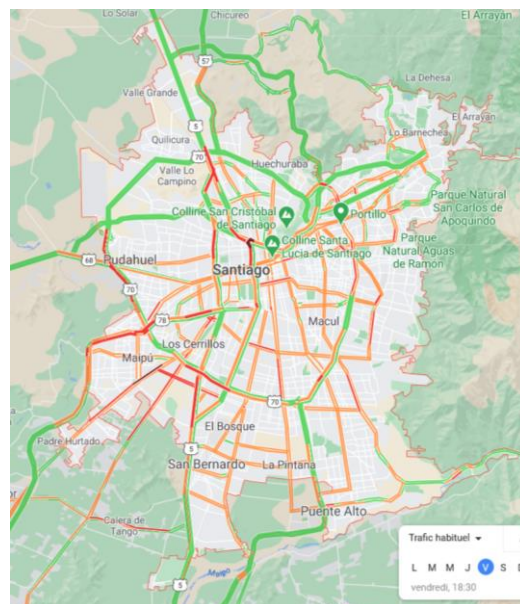 Lo Solar
Chicureo
El Arrayán
57
La Dehesa
Valle Grande
El Arrayán
5
Lo Barnechea
Quilicura
70
Huechuraba
Valle Lo
Campino
Parque Natural
San Carlos de
Apoquindo
Colline San Cristobal
de Santiago
Portillo
Colline Santa
Lucia de Santiago
Parque
Natural Aguas
de Ramon
68
Pudahuel
Santiago
70
78
Macul
Los Cerrillos
Maipú
70
El Bosque
Padre Hurtado
5
San Bernardo
La Pintana
Puente Alto
Calera de
Tango
Maipo
5
Trafic habituel
L M M J V S D
vendredi, 18:30